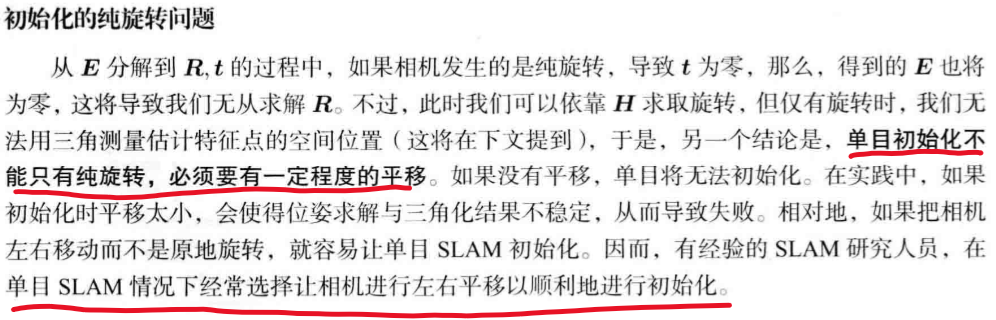 初始化的纯旋转问题
从 E 分解到 R, t 的过程中，如果相机发生的是纯旋转，导致 t 为零，那么，得到的 E 也将
为零，这将导致我们无从求解 R。不过，此时我们可以依靠 H 求取旋转，但仅有旋转时，我们无
法用三角测量估计特征点的空间位置（这将在下文提到），于是，另一个结论是，单目初始化不
能只有纯旋转，必须要有一定程度的平移。如果没有平移，单目将无法初始化。在实践中，如果
初始化时平移太小，会使得位姿求解与三角化结果不稳定，从而导致失败。相对地，如果把相机
左右移动而不是原地旋转，就容易让单目 SLAM 初始化。因而，有经验的 SLAM 研究人员，在
单目 SLAM 情况下经常选择让相机进行左右平移以顺利地进行初始化。